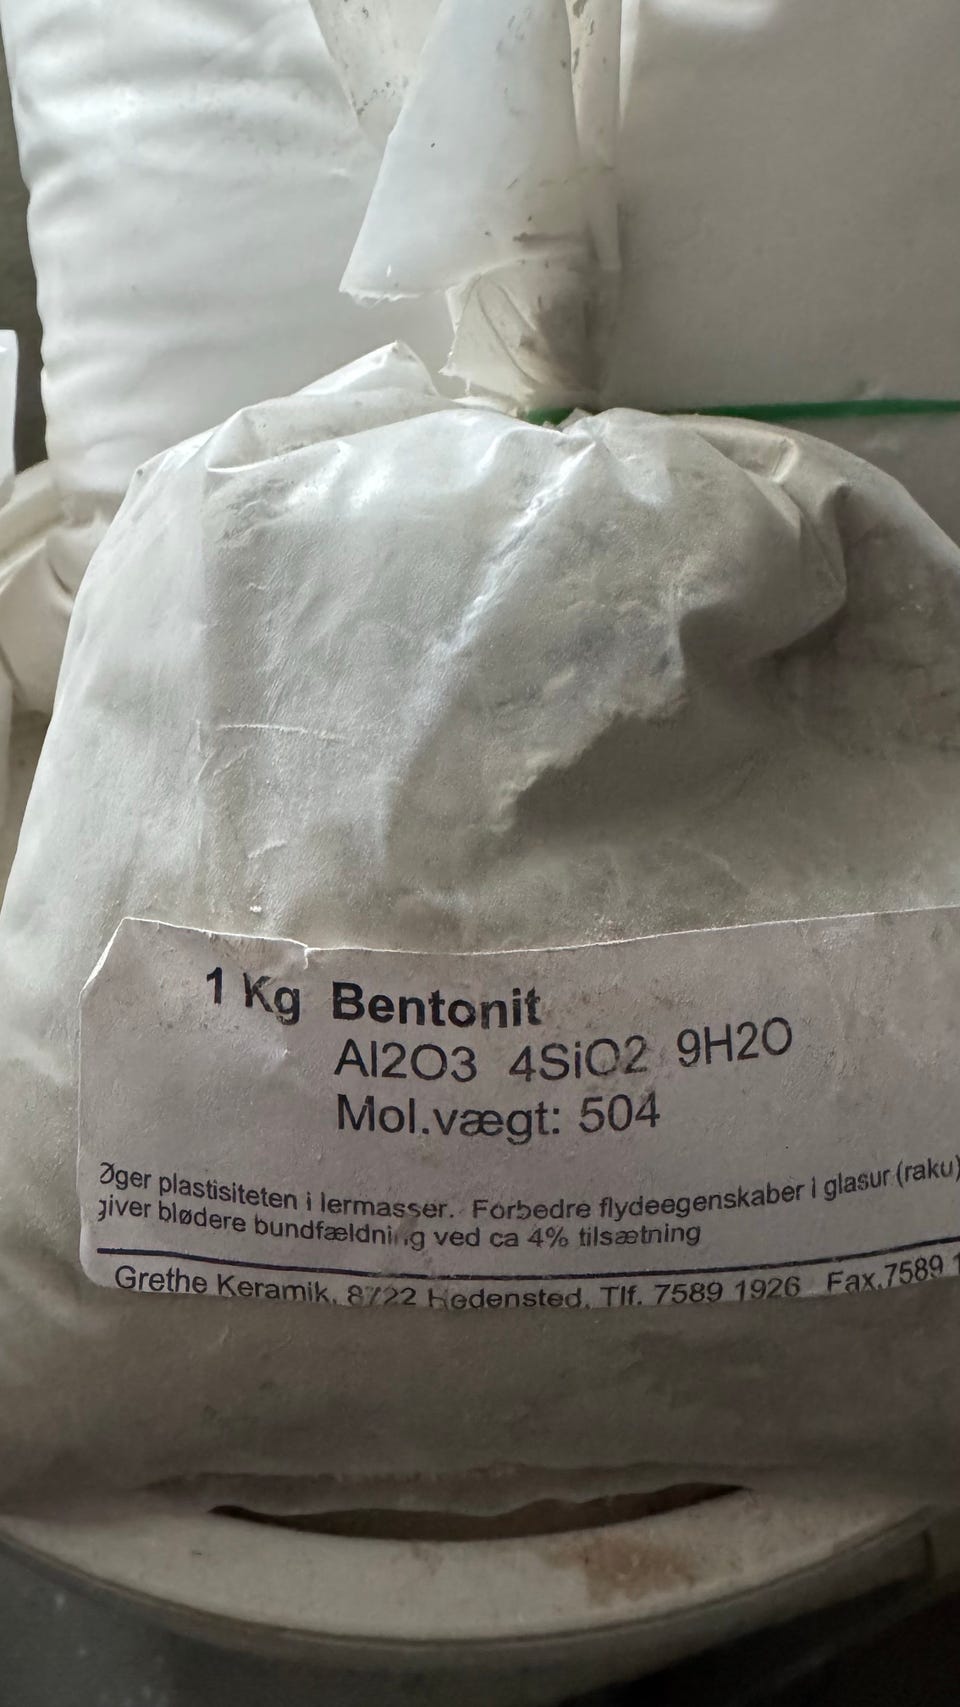 1 Kg Bentonit
Al2O3 4SiO2 9H2O
Mol.vægt: 504
Øger plastisiteten i lermasser. Forbedre flydeegenskaber i glasur (raku)
giver blødere bundfældning ved ca 4% tilsætning
Grethe Keramik, 8722 Hedensted, Tlf. 7589 1926 Fax.7589 1